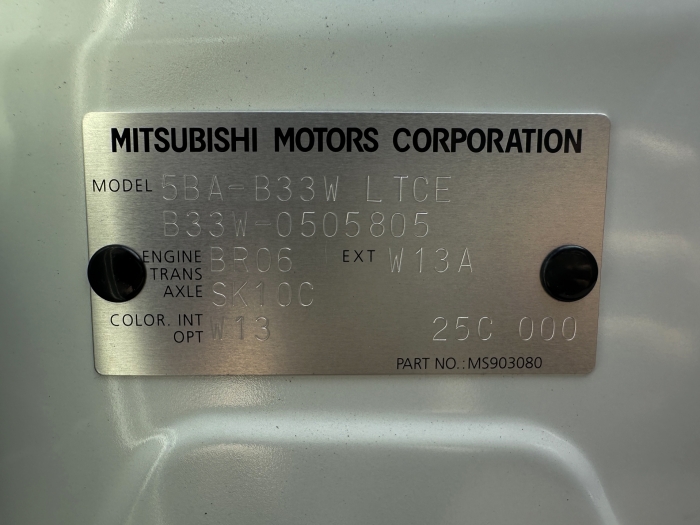 MITSUBISHI MOTORS CORPORATION
MODEL 5BA-B33W LTCE
B33W-0505805
ENGINE BR06 EXT W13A
TRANS
AXLE SK10C
COLOR. INT W13 25C 000
OPT
PART NO.: MS903080